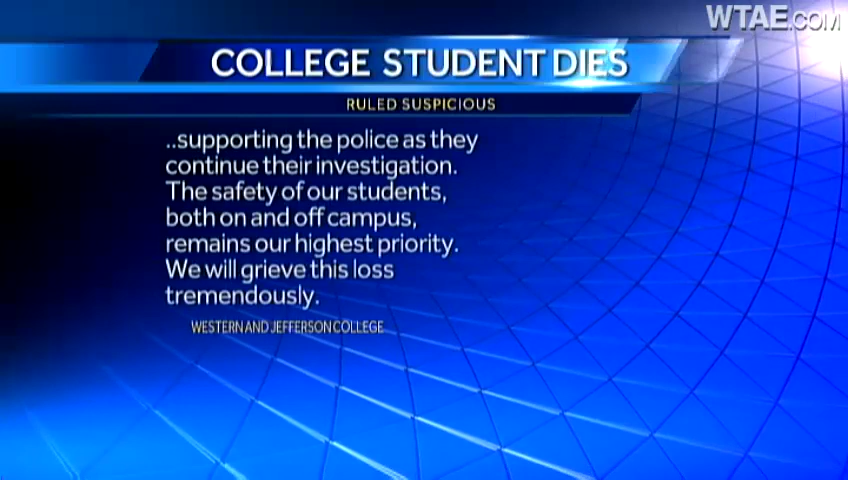 WTAE.COM
COLLEGE STUDENT DIES
RULED SUSPICIOUS
..supporting the police as they
continue their investigation.
The safety of our students,
both on and off campus,
remains our highest priority.
We will grieve this loss
tremendously.
WESTERN AND JEFFERSON COLLEGE